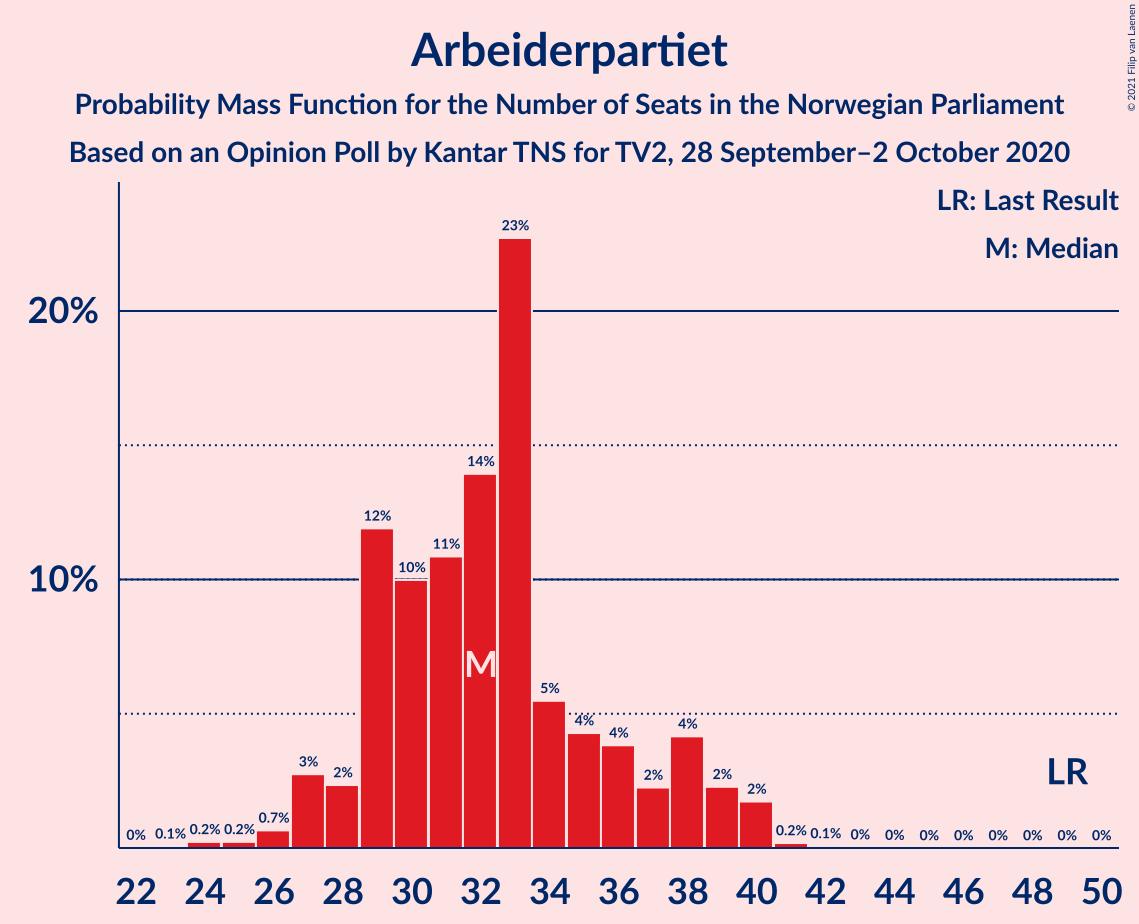 © 2021 Filip van Laenen
Arbeiderpartiet
Probability Mass Function for the Number of Seats in the Norwegian Parliament
Based on an Opinion Poll by Kantar TNS for TV2, 28 September–2 October 2020
LR: Last Result
M: Median
20%
10%
0% 0.1% 0.2% 0.2% 0.7% 3% 2% 12% 10% 11% 14% 23% 5% 4% 4% 2% 4% 2% 2% 0.2% 0.1% 0% 0% 0% 0% 0% 0% 0% 0%
M
LR
22 24 26 28 30 32 34 36 38 40 42 44 46 48 50